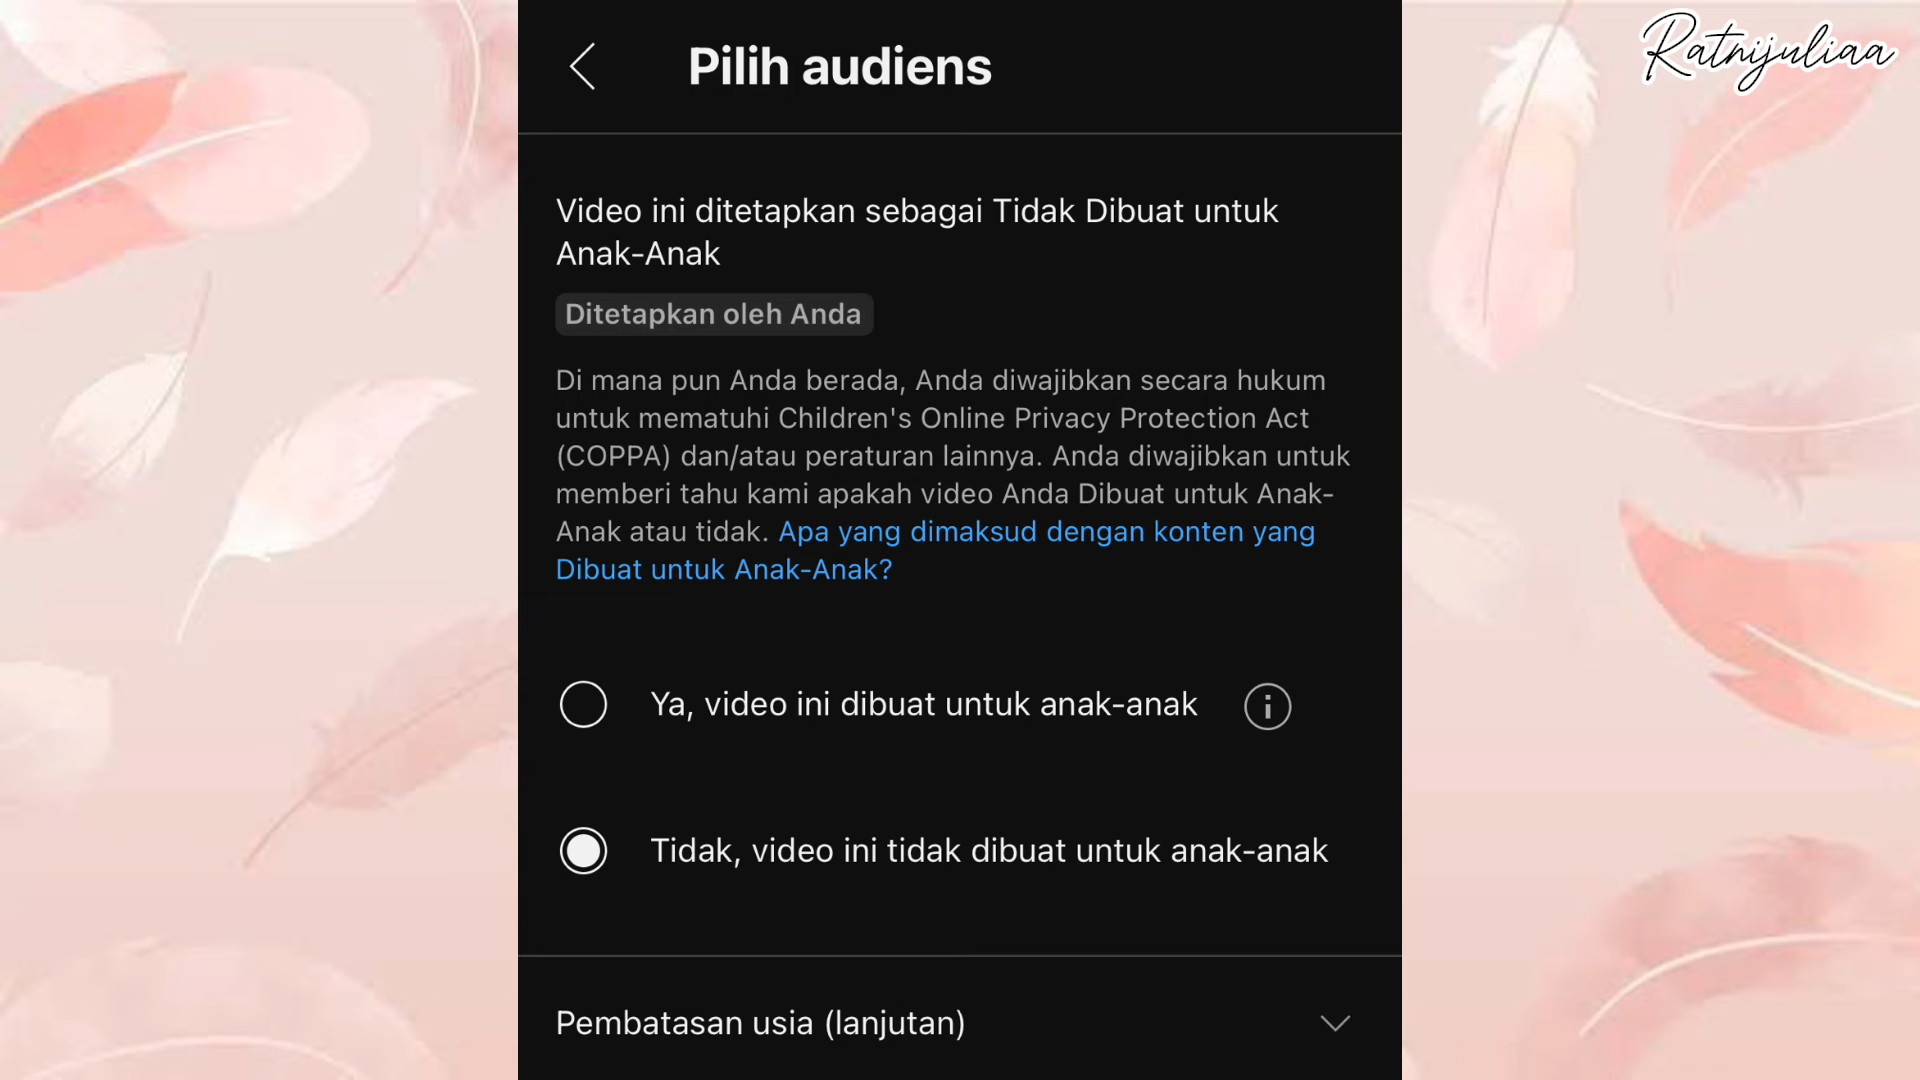 Pilih audiens
Ratnijuliaa
Video ini ditetapkan sebagai Tidak Dibuat untuk
Anak-Anak
Ditetapkan oleh Anda
Di mana pun Anda berada, Anda diwajibkan secara hukum
untuk mematuhi Children's Online Privacy Protection Act
(COPPA) dan/atau peraturan lainnya. Anda diwajibkan untuk
memberi tahu kami apakah video Anda Dibuat untuk Anak-
Anak atau tidak. Apa yang dimaksud dengan konten yang
Dibuat untuk Anak-Anak?
Ya, video ini dibuat untuk anak-anak
Tidak, video ini tidak dibuat untuk anak-anak
Pembatasan usia (lanjutan)